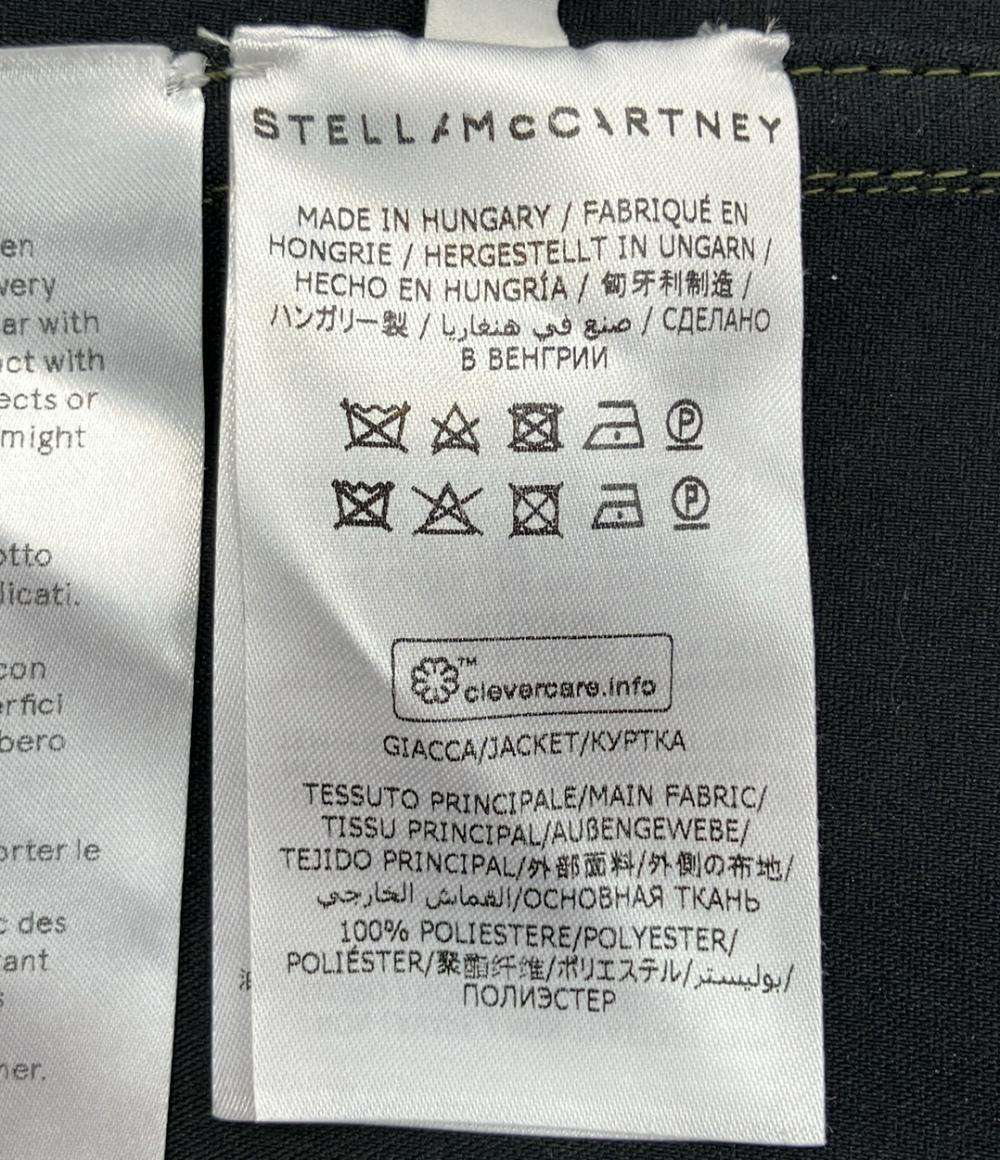 STELLA McCARTNEY
MADE IN HUNGARY / FABRIQUÉ EN
HONGRIE / HERGESTELLT IN UNGARN /
HECHO EN HUNGRÍA / 匈牙利制造 /
ハンガリー製 / صنع في هنغاريا / СДЕЛАНО
В ВЕНГРИИ
™
clevercare.info
GIACCA/JACKET/КУРТКА
TESSUTO PRINCIPALE/MAIN FABRIC/
TISSU PRINCIPAL/AUßENGEWEBE/
TEJIDO PRINCIPAL/外部面料/外側の布地/
القماش الخارجي/ОСНОВНАЯ ТКАНЬ
100% POLIESTERE/POLYESTER/
POLIÉSTER/聚酯纤维/ポリエステル/بوليستر/
ПОЛИЭСТЕР
en
very
ar with
ct with
ects or
might
otto
licati.
con
erfici
bero
orter le
c des
ant
s
ner.